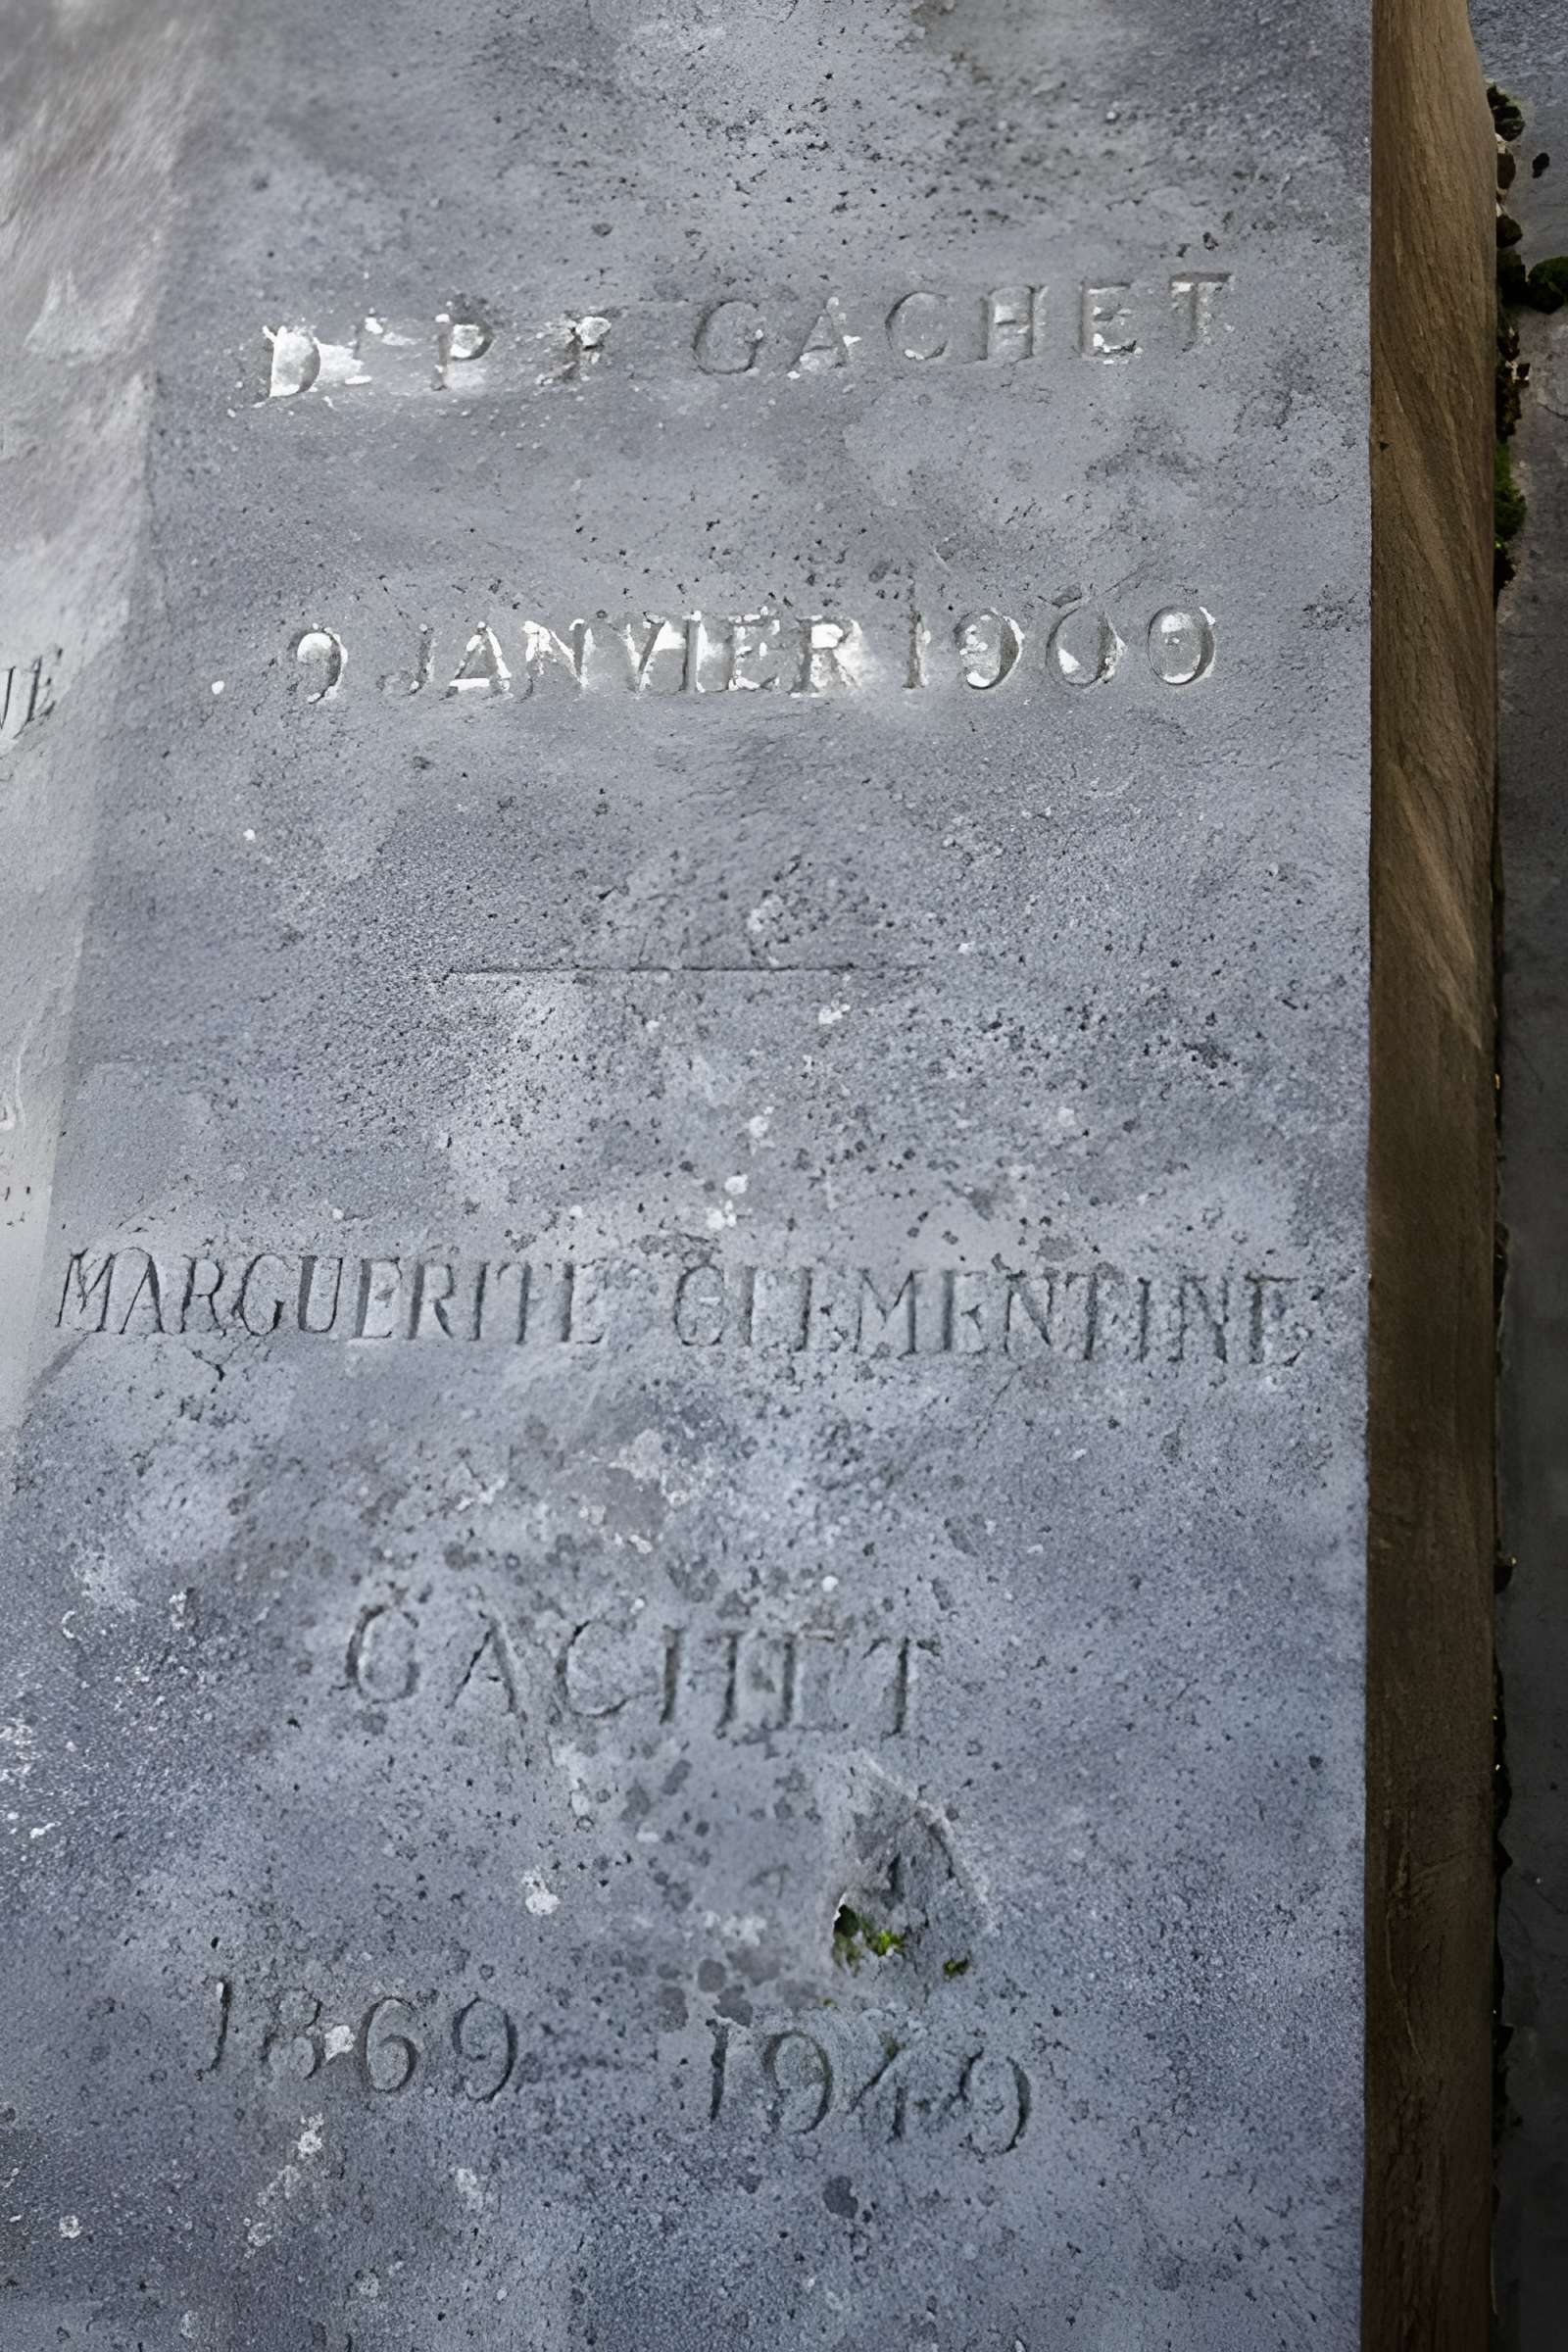 Dr P F GACHET
9 JANVIER 1909
MARGUERITE CLEMENTINE
GACHET
1869 1949